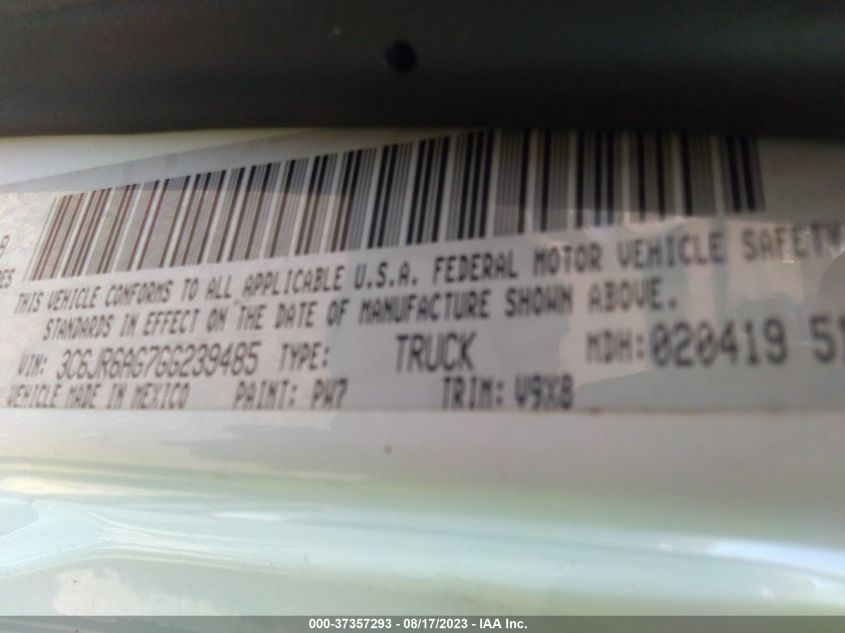 8
THIS VEHICLE CONFORMS TO ALL APPLICABLE U.S.A. FEDERAL MOTOR VEHICLE SAFETY
STANDARDS IN EFFECT ON THE DATE OF MANUFACTURE SHOWN ABOVE.
VIN: 3C6JR6AG7GG239485 TYPE: TRUCK MDH: 020419 51
VEHICLE MADE IN MEXICO PAINT: PW7 TRIM: V9X8
000-37357293 - 08/17/2023 - IAA Inc.